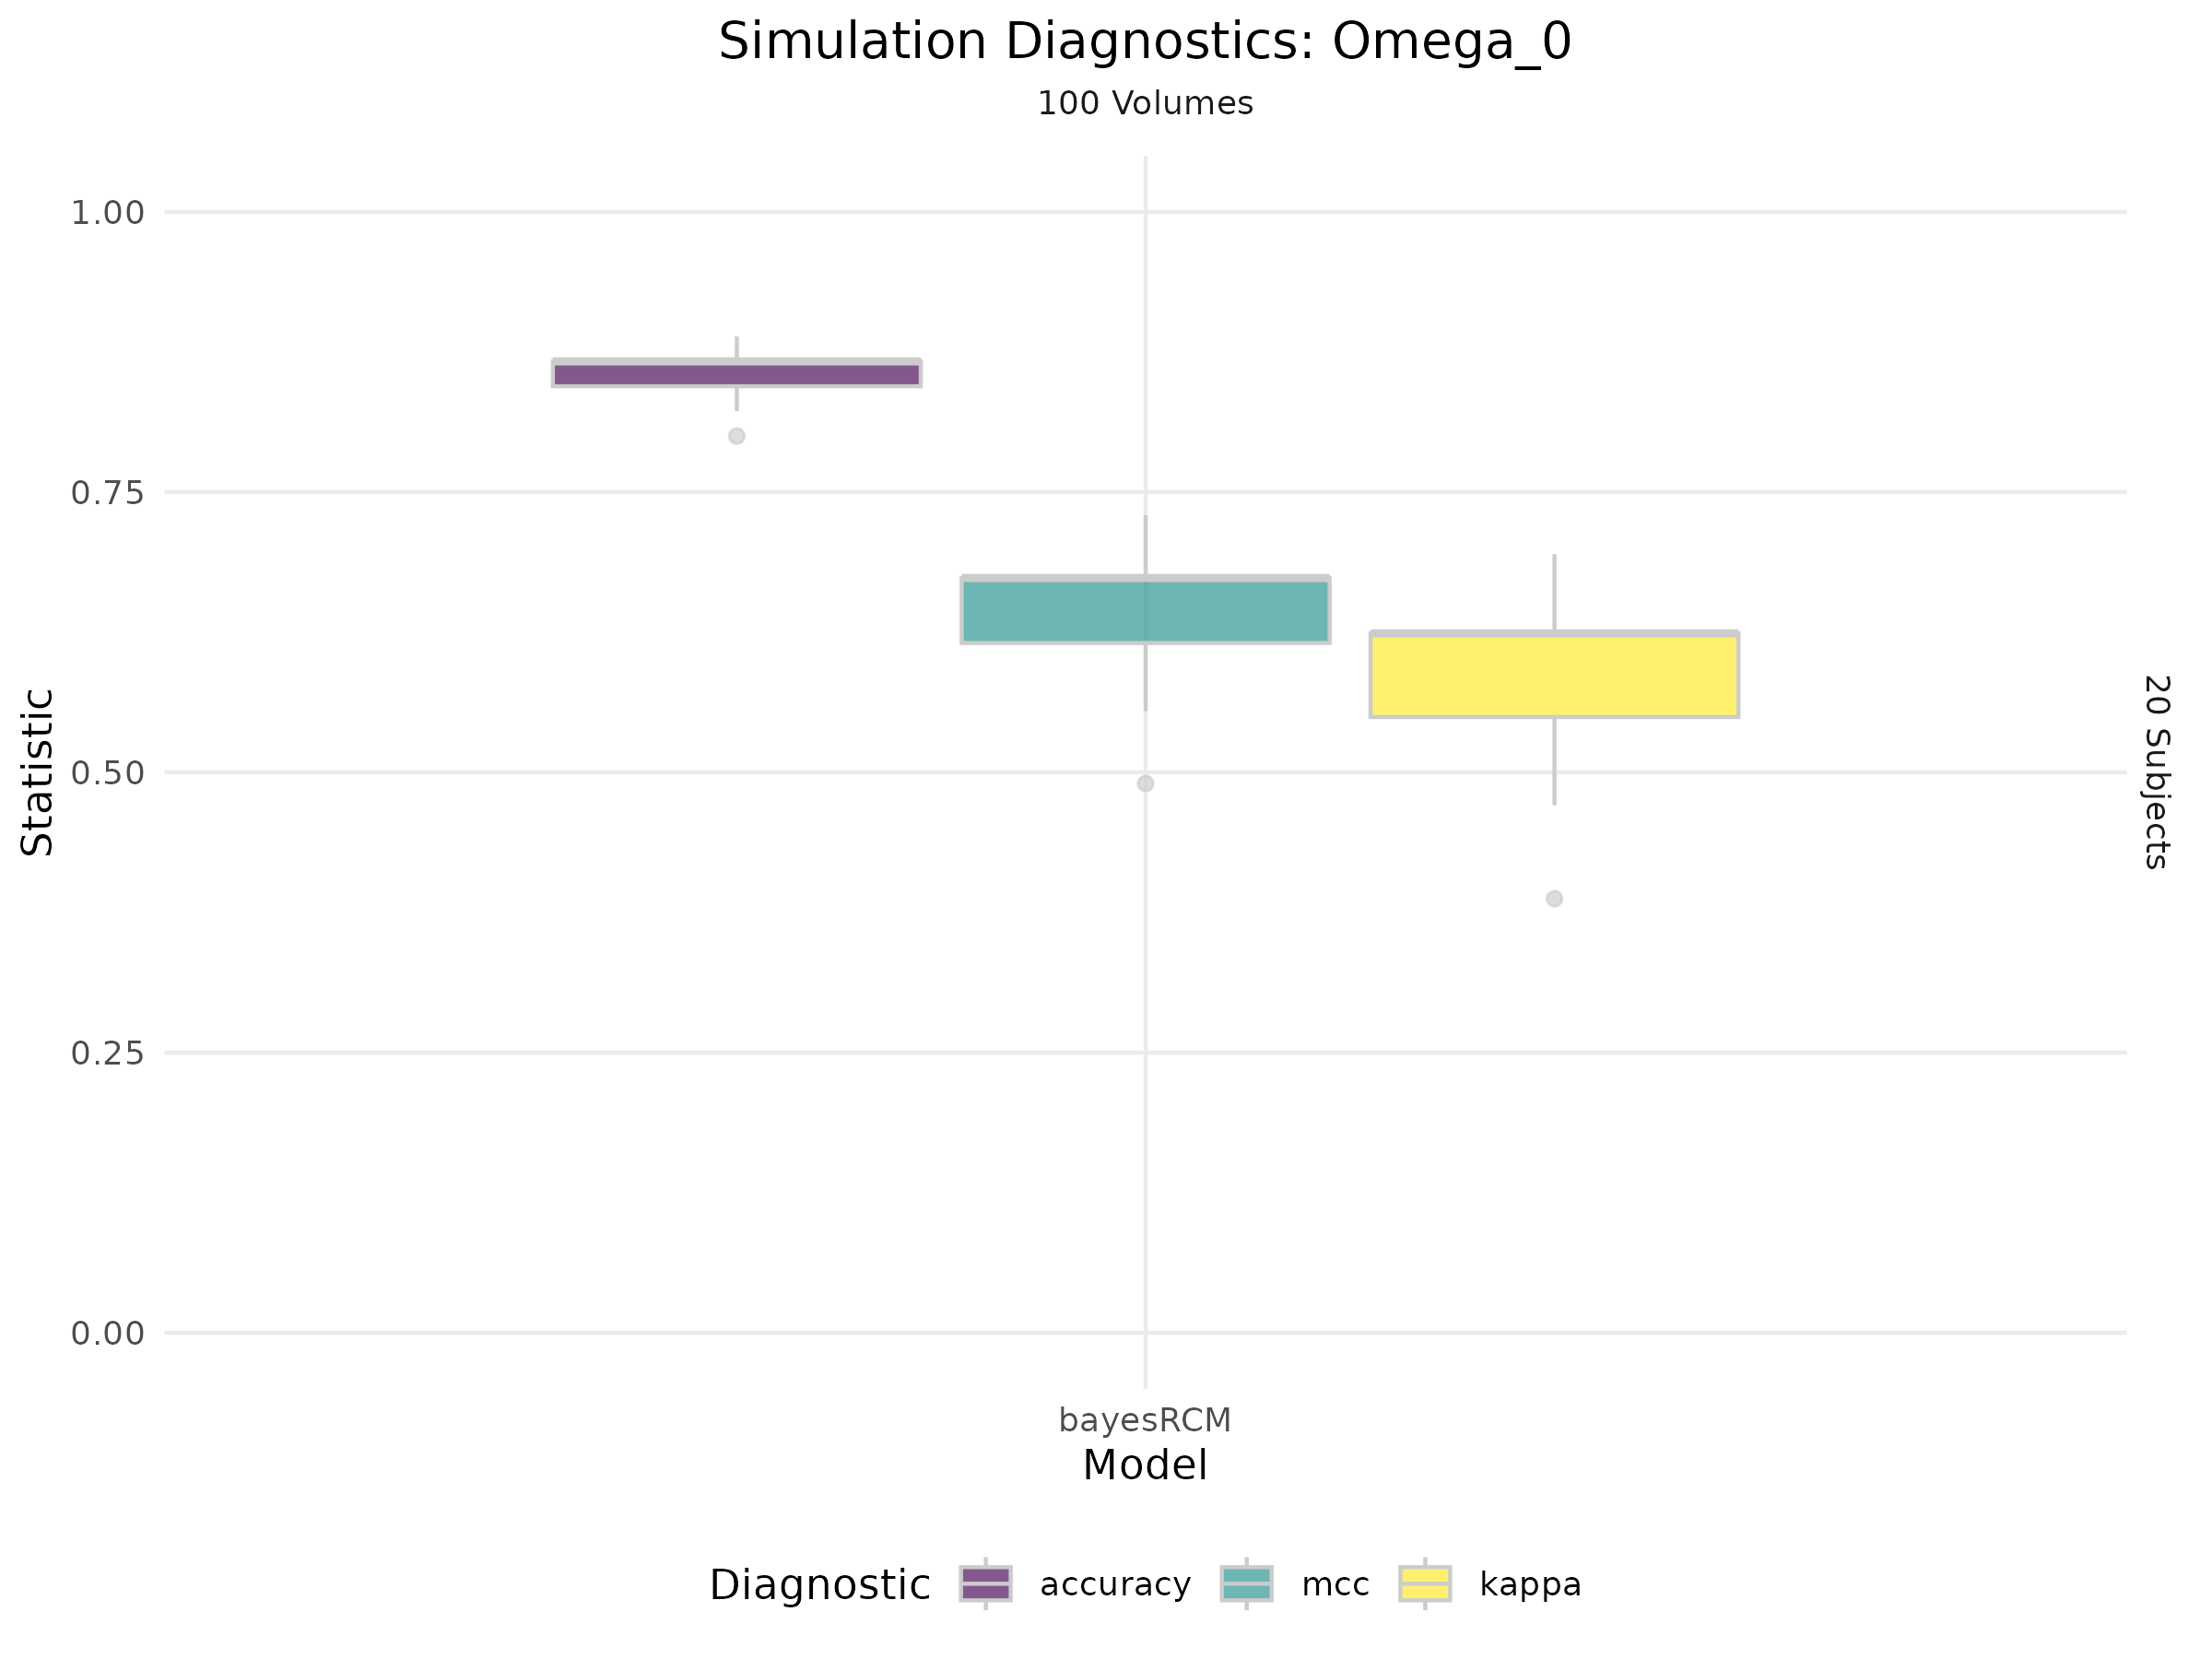 Simulation Diagnostics: Omega_0
100 Volumes
1.00
0.75
0.50
0.25
0.00
Statistic
20 Subjects
bayesRCM
Model
Diagnostic accuracy mcc kappa